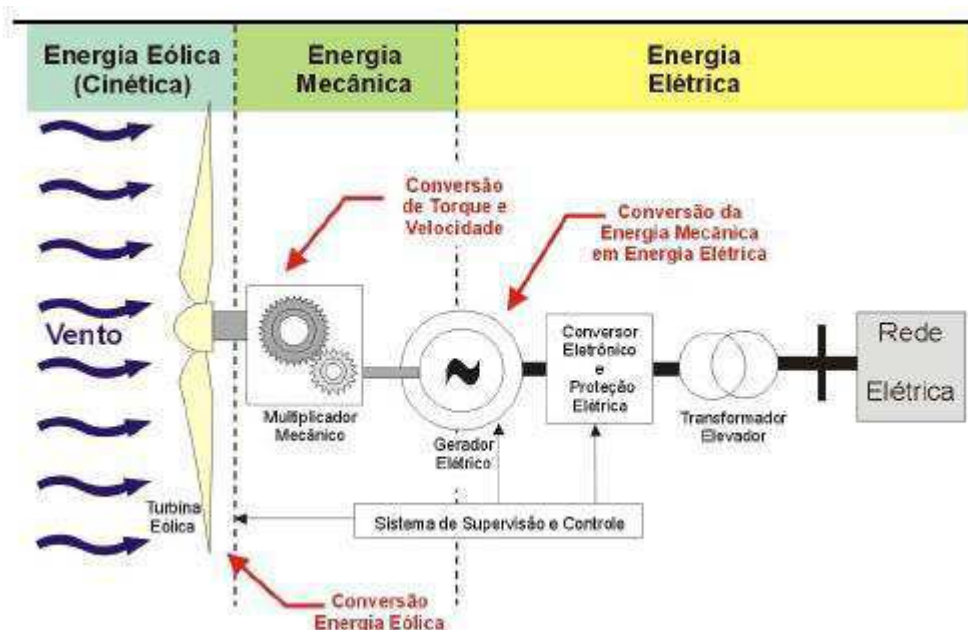 Energia Eólica
(Cinética)
Energia
Mecânica
Energia
Elétrica
Conversão
de Torque e
Velocidade
Conversão da
Energia Mecânica
em Energia Elétrica
Vento
Multiplicador
Mecânico
Gerador
Elétrico
Conversor
Eletrônico
e
Proteção
Elétrica
Transformador
Elevador
Rede
Elétrica
Turbina
Eólica
Sistema de Supervisão e Controle
Conversão
Energia Eólica